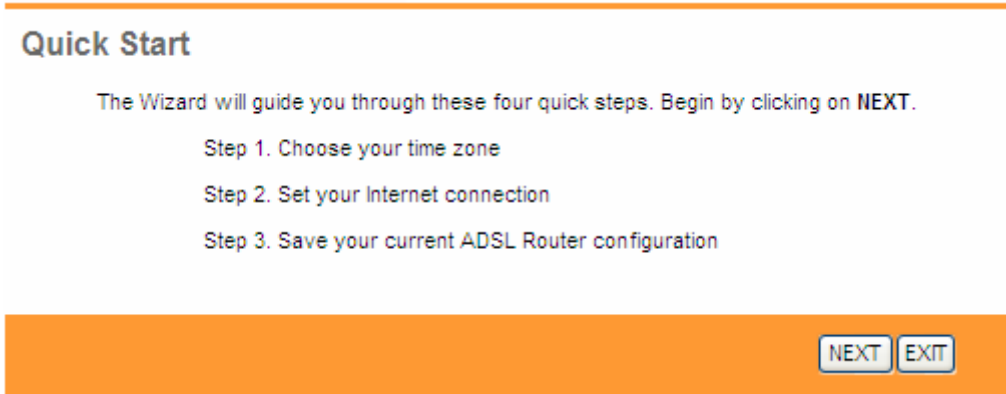 Quick Start
The Wizard will guide you through these four quick steps. Begin by clicking on NEXT.
Step 1. Choose your time zone
Step 2. Set your Internet connection
Step 3. Save your current ADSL Router configuration
NEXT EXIT